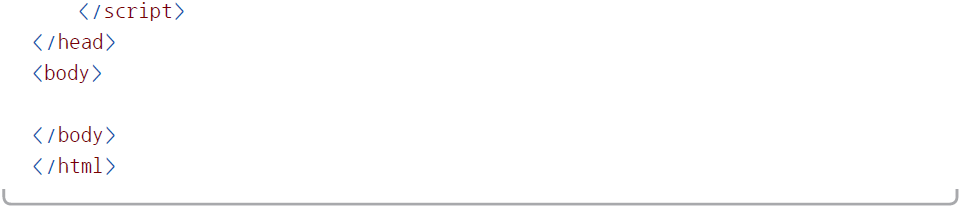 </script>
</head>
<body>
</body>
</html>